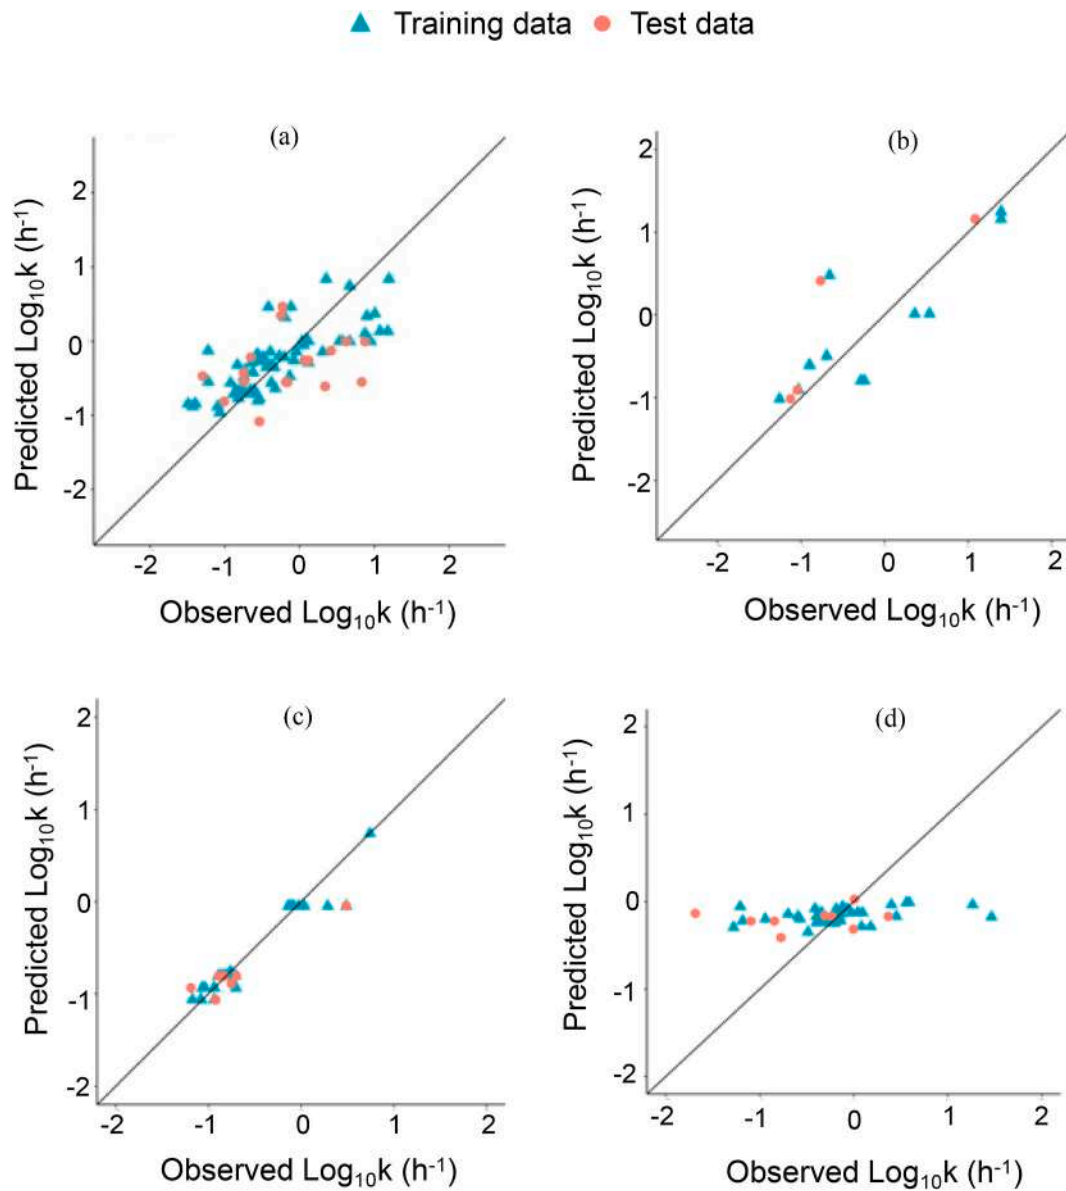 Training data Test data
(a)
Predicted Log₁₀k (h⁻¹)
2
1
0
-1
-2
-2 -1 0 1 2
Observed Log₁₀k (h⁻¹)
(b)
Predicted Log₁₀k (h⁻¹)
2
1
0
-1
-2
-2 -1 0 1 2
Observed Log₁₀k (h⁻¹)
(c)
Predicted Log₁₀k (h⁻¹)
2
1
0
-1
-2
-2 -1 0 1 2
Observed Log₁₀k (h⁻¹)
(d)
Predicted Log₁₀k (h⁻¹)
2
1
0
-1
-2
-2 -1 0 1 2
Observed Log₁₀k (h⁻¹)